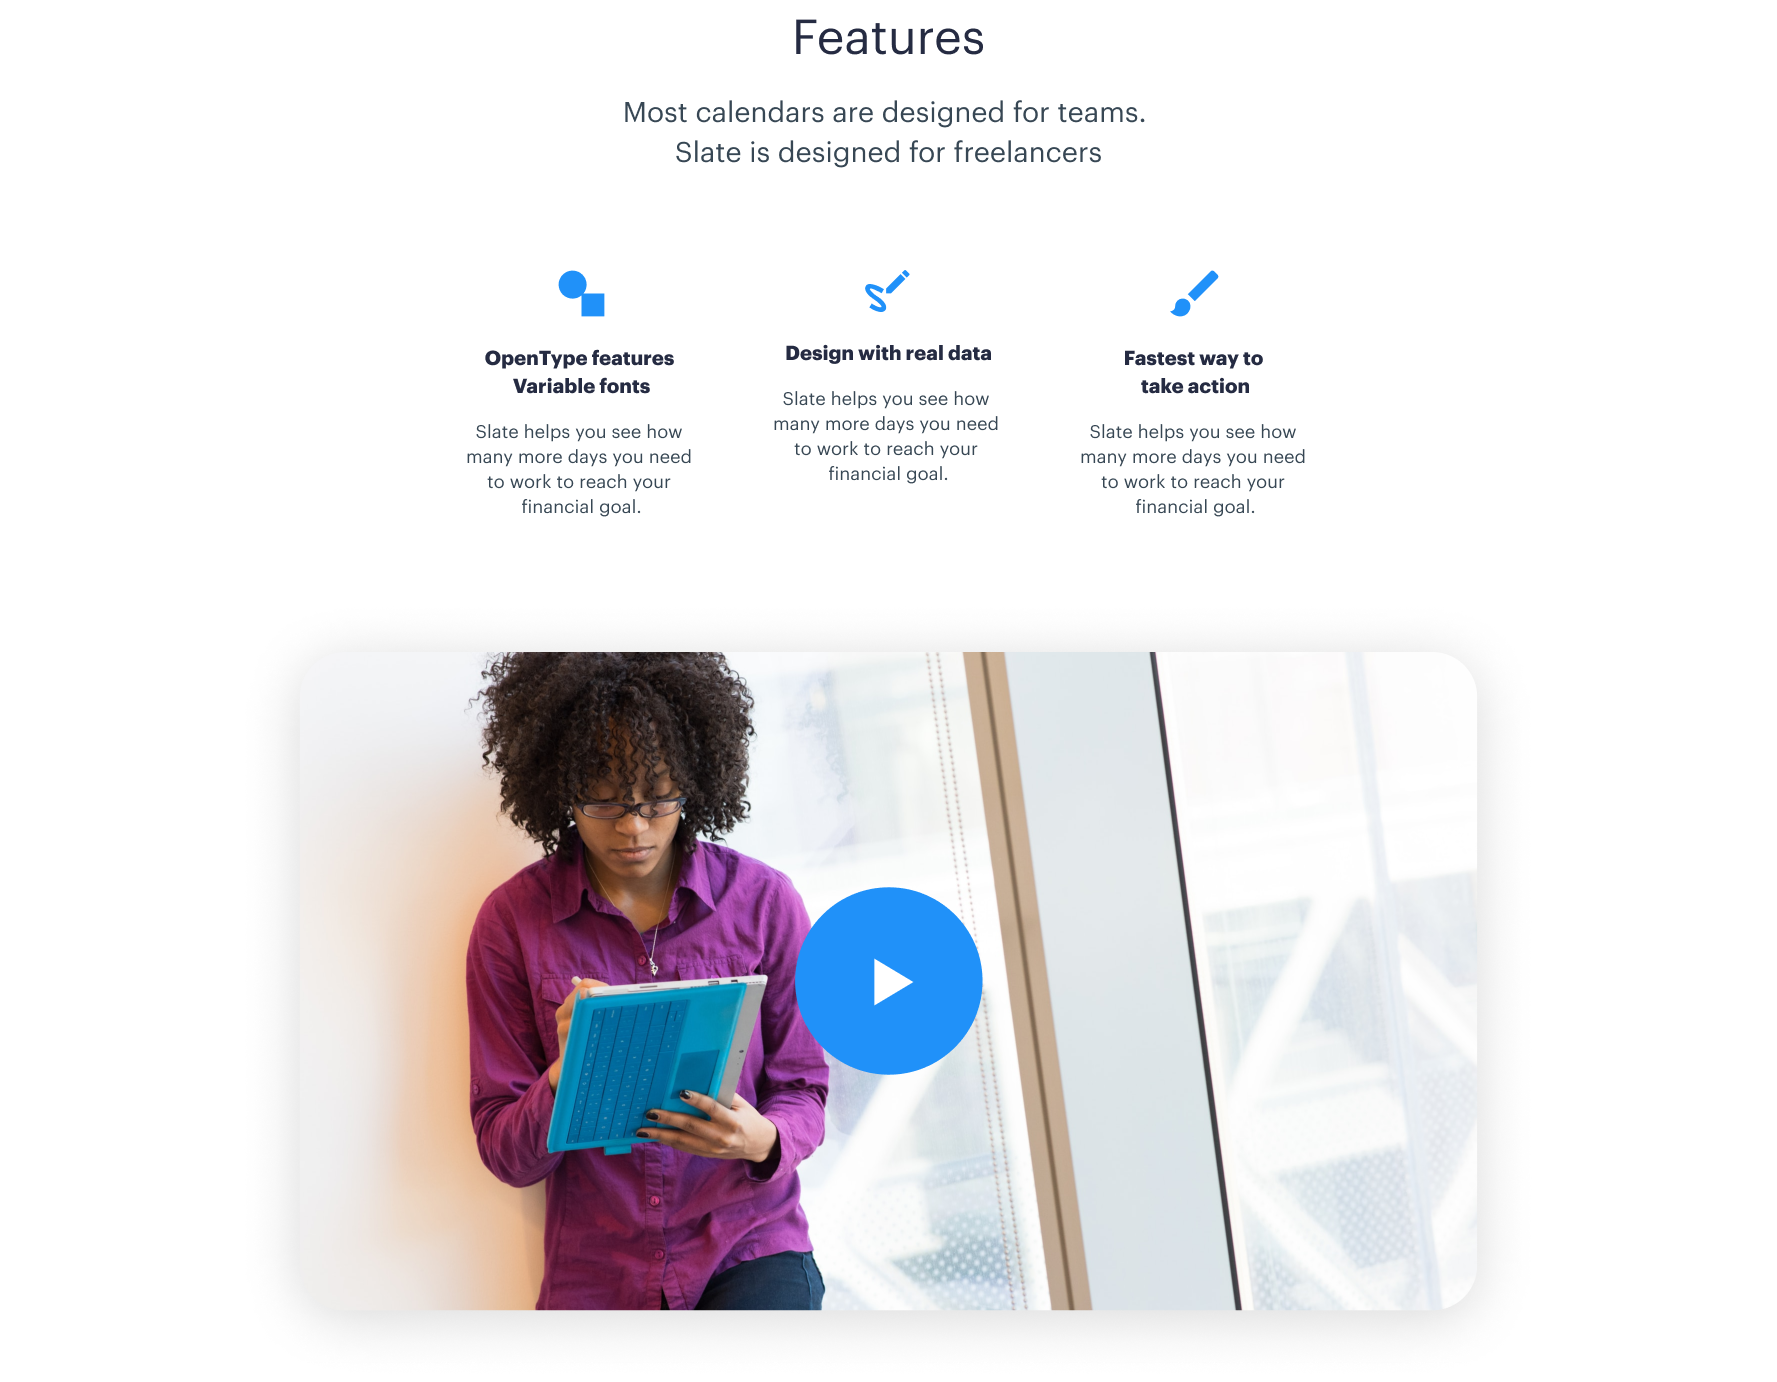 Features
Most calendars are designed for teams.
Slate is designed for freelancers
OpenType features
Variable fonts
Slate helps you see how
many more days you need
to work to reach your
financial goal.
Design with real data
Slate helps you see how
many more days you need
to work to reach your
financial goal.
Fastest way to
take action
Slate helps you see how
many more days you need
to work to reach your
financial goal.